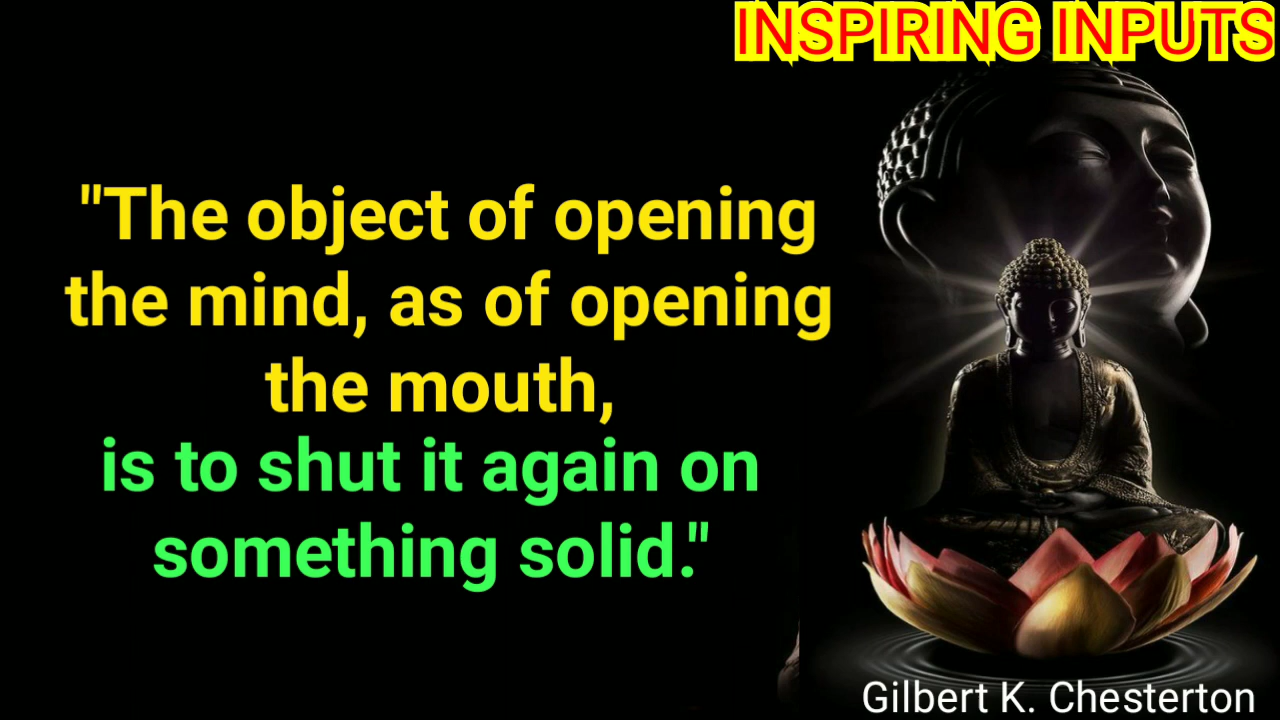 INSPIRING INPUTS
"The object of opening
the mind, as of opening
the mouth,
is to shut it again on
something solid."
Gilbert K. Chesterton